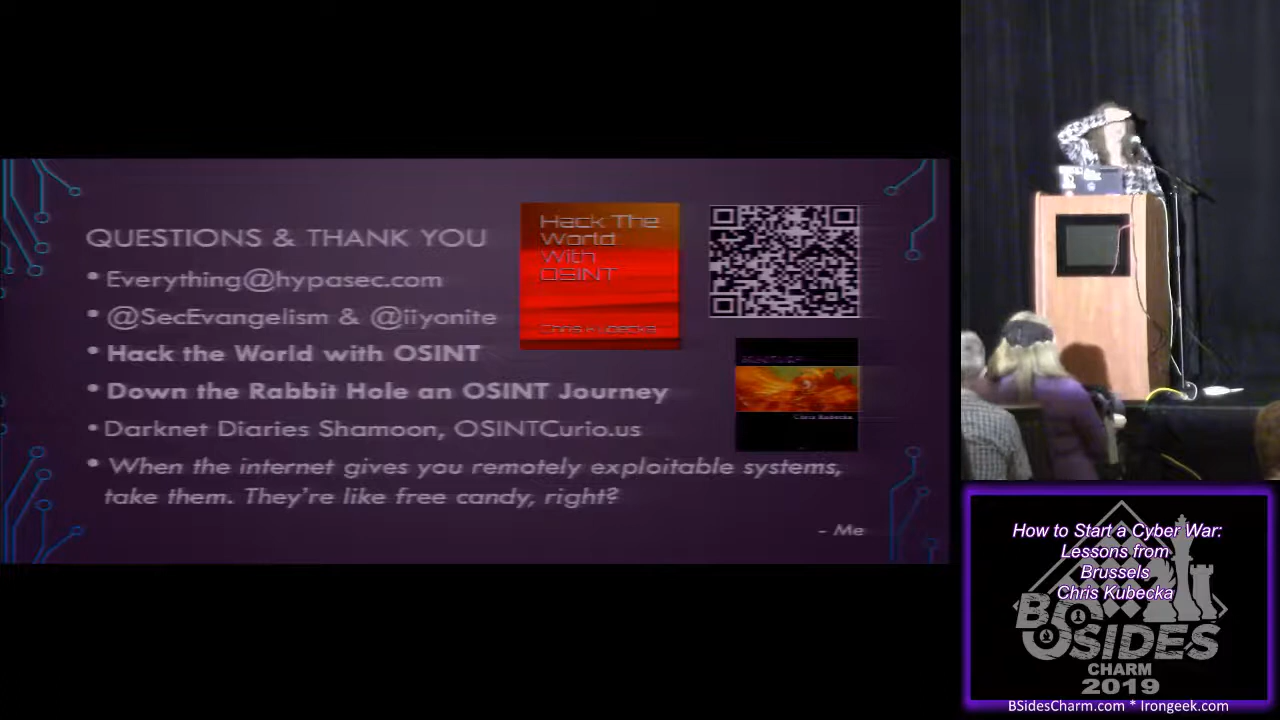 QUESTIONS & THANK YOU
• Everything@hypasec.com
• @SecEvangelism & @iiyonite
• Hack the World with OSINT
• Down the Rabbit Hole an OSINT Journey
• Darknet Diaries Shamoon, OSINTCurio.us
• When the internet gives you remotely exploitable systems,
take them. They're like free candy, right?
- Me
Hack The
World
With
OSINT
Chris Kubecka
Chris Kubecka
How to Start a Cyber War:
Lessons from
Brussels
Chris Kubecka
BSIDES
CHARM
2019
BSidesCharm.com * Irongeek.com